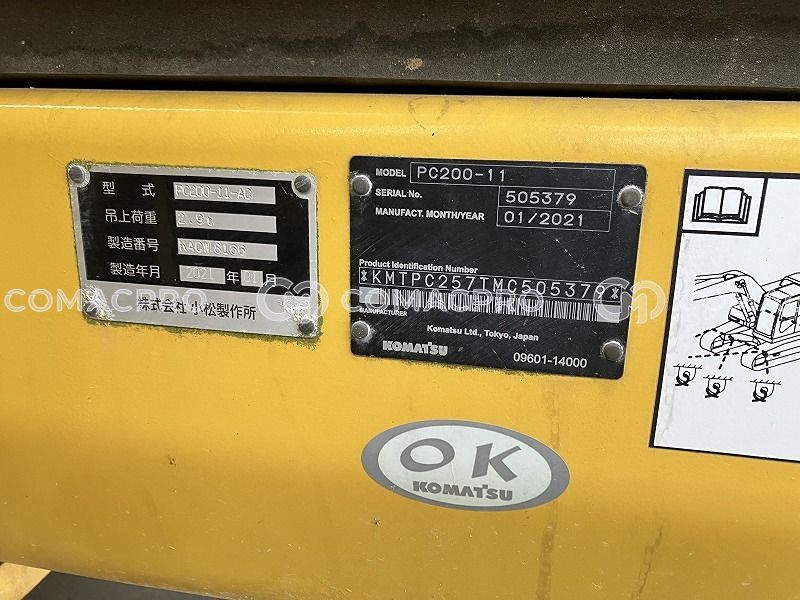 型 式 PC200-11-AC
吊上荷重 2.9t
製造番号 NACW6166
製造年月 2021 年 01 月
株式会社 小松製作所
MODEL PC200-11
SERIAL No. 505379
MANUFACT. MONTH/YEAR 01/2021
Product Identification Number
*KMTPC257TMC505379*
MANUFACTURER
Komatsu Ltd., Tokyo, Japan
KOMATSU 09601-14000
COMACPRO COMACPRO COMACPRO
OK
KOMATSU